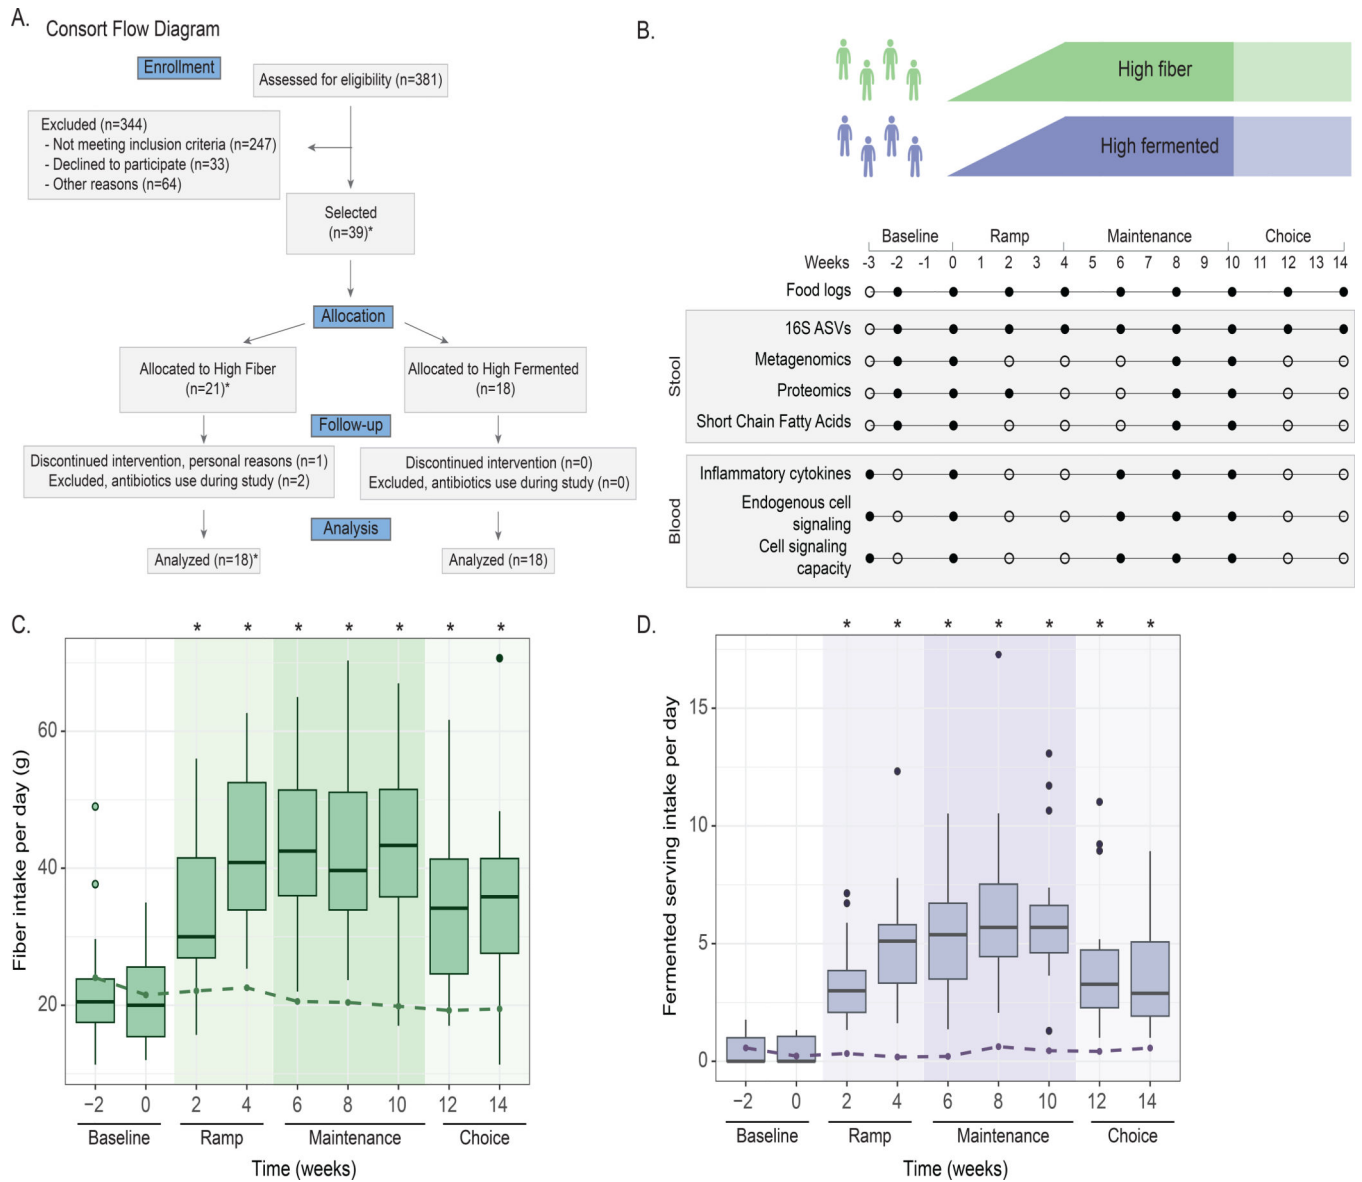 A.
Consort Flow Diagram
Enrollment
Assessed for eligibility (n=381)
Excluded (n=344)
- Not meeting inclusion criteria (n=247)
- Declined to participate (n=33)
- Other reasons (n=64)
Selected
(n=39)*
Allocation
Allocated to High Fiber
(n=21)*
Allocated to High Fermented
(n=18)
Follow-up
Discontinued intervention, personal reasons (n=1)
Excluded, antibiotics use during study (n=2)
Discontinued intervention (n=0)
Excluded, antibiotics use during study (n=0)
Analysis
Analyzed (n=18)*
Analyzed (n=18)
B.
High fiber
High fermented
Baseline Ramp Maintenance Choice
Weeks -3 -2 -1 0 1 2 3 4 5 6 7 8 9 10 11 12 13 14
Food logs
Stool
16S ASVs
Metagenomics
Proteomics
Short Chain Fatty Acids
Blood
Inflammatory cytokines
Endogenous cell
signaling
Cell signaling
capacity
C.
* * * * * * *
Fiber intake per day (g)
60
40
20
−2 0 2 4 6 8 10 12 14
Baseline Ramp Maintenance Choice
Time (weeks)
D.
* * * * * * *
Fermented serving intake per day
15
10
5
0
−2 0 2 4 6 8 10 12 14
Baseline Ramp Maintenance Choice
Time (weeks)